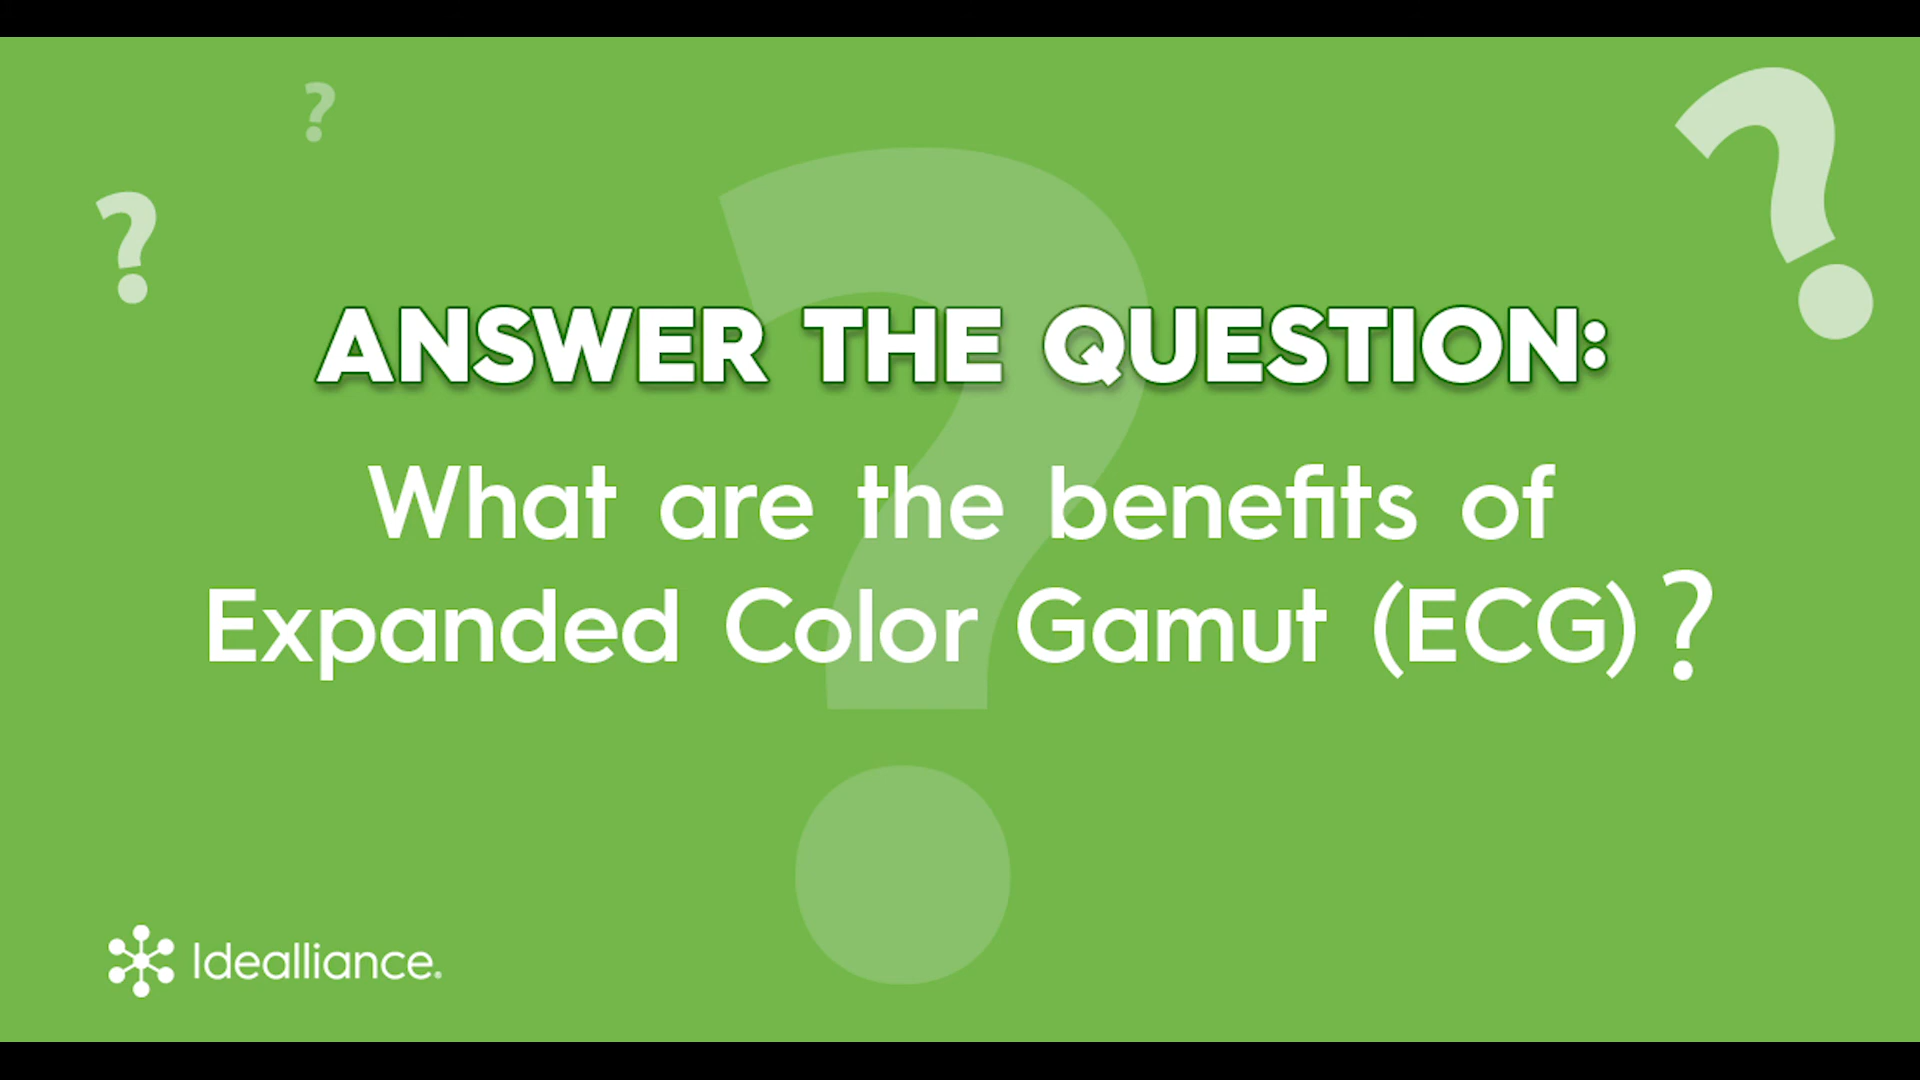 ANSWER THE QUESTION:
What are the benefits of
Expanded Color Gamut (ECG)?
Idealliance.